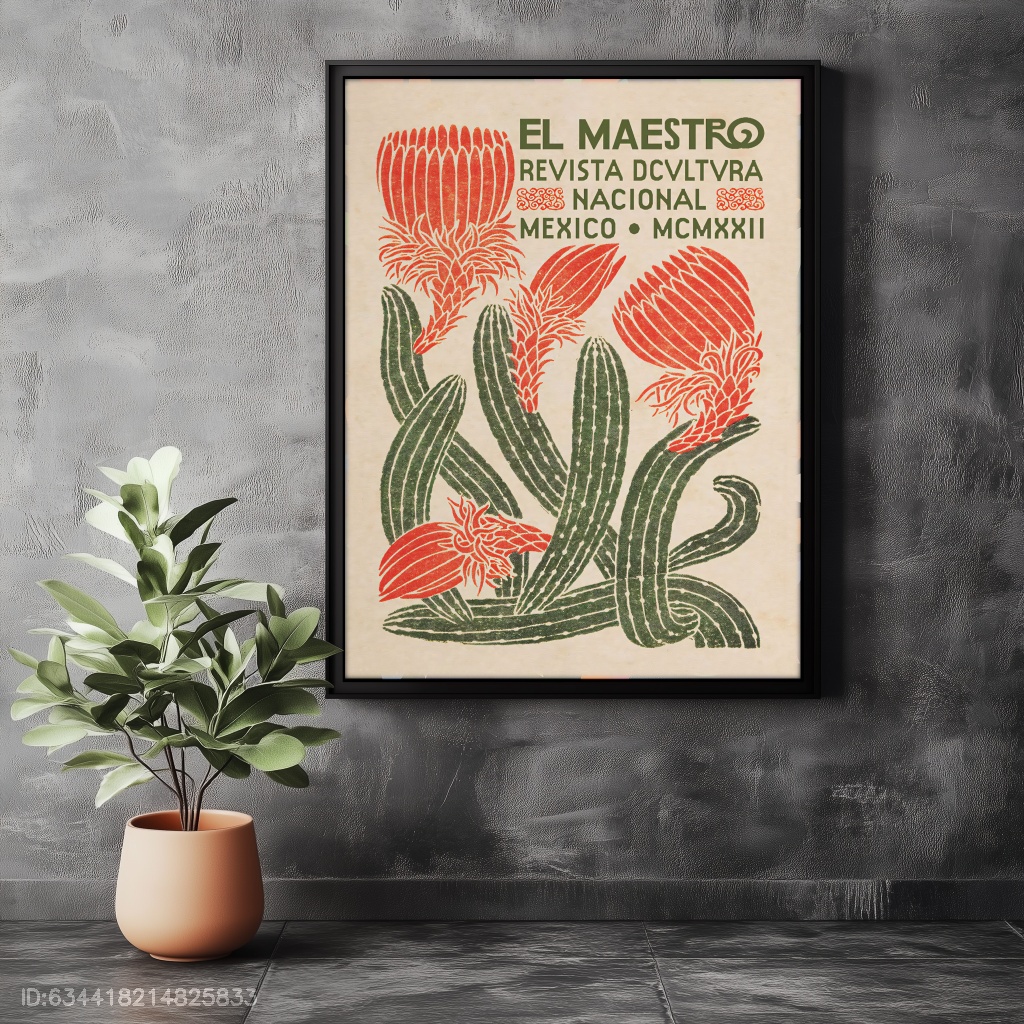 EL MAESTRO
REVISTA DCVLTVRA
NACIONAL
MEXICO • MCMXXII
ID:634418214825833